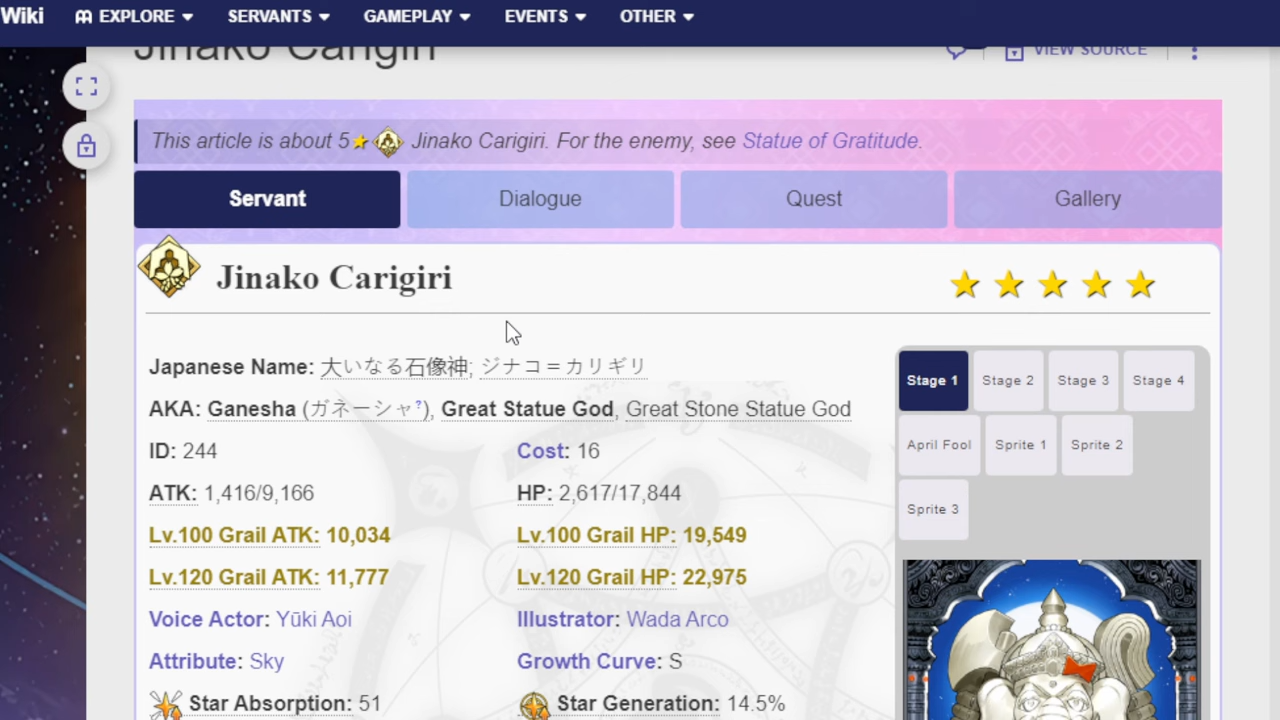 Wiki EXPLORE SERVANTS GAMEPLAY EVENTS OTHER
Jinako Carigiri
VIEW SOURCE
This article is about 5★ Jinako Carigiri. For the enemy, see Statue of Gratitude.
Servant Dialogue Quest Gallery
Jinako Carigiri
Japanese Name: 大いなる石像神; ジナコ＝カリギリ
AKA: Ganesha (ガネーシャ?), Great Statue God, Great Stone Statue God
ID: 244 Cost: 16
ATK: 1,416/9,166 HP: 2,617/17,844
Lv.100 Grail ATK: 10,034 Lv.100 Grail HP: 19,549
Lv.120 Grail ATK: 11,777 Lv.120 Grail HP: 22,975
Voice Actor: Yūki Aoi Illustrator: Wada Arco
Attribute: Sky Growth Curve: S
Star Absorption: 51 Star Generation: 14.5%
Stage 1 Stage 2 Stage 3 Stage 4
April Fool Sprite 1 Sprite 2
Sprite 3